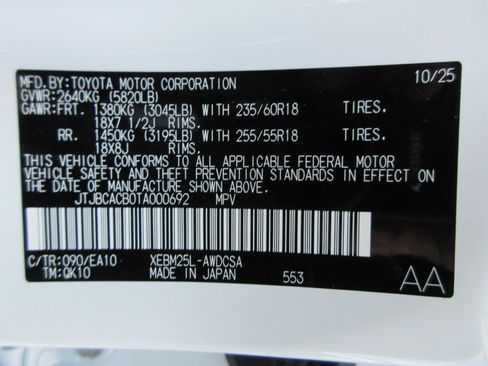 MFD.BY:TOYOTA MOTOR CORPORATION 10/25
GVWR:2640KG (5820LB)
GAWR:FRT. 1380KG (3045LB) WITH 235/60R18 TIRES.
18X7 1/2J RIMS.
RR. 1450KG (3195LB) WITH 255/55R18 TIRES.
18X8J RIMS.
THIS VEHICLE CONFORMS TO ALL APPLICABLE FEDERAL MOTOR
VEHICLE SAFETY AND THEFT PREVENTION STANDARDS IN EFFECT
ON THE DATE OF MANUFACTURE SHOWN ABOVE.
JTJBCACB0TA000692 MPV
C/TR:090/EA10 XEBM25L-AWDCSA
TM:QK10 MADE IN JAPAN 553 AA